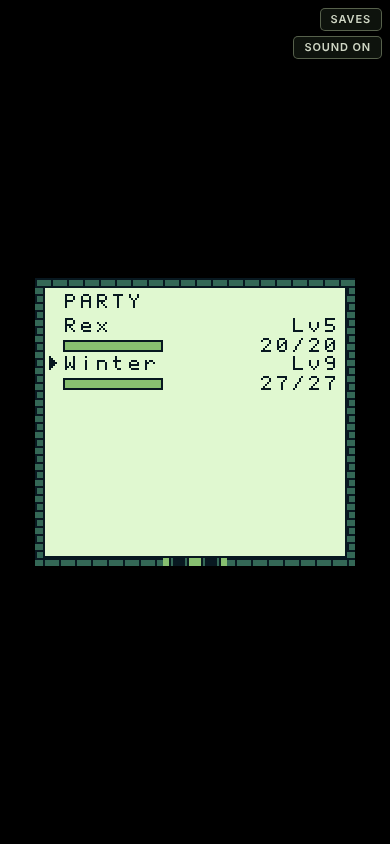 SAVES
SOUND ON
PARTY
Rex Lv5
20/20
Winter Lv9
27/27